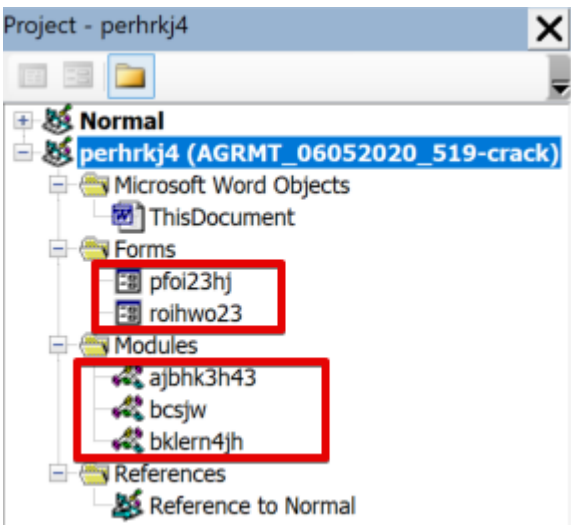 Project - perhrkj4
Normal
perhrkj4 (AGRMT_06052020_519-crack)
Microsoft Word Objects
ThisDocument
Forms
pfoi23hj
roihwo23
Modules
ajbhk3h43
bcsjw
bklern4jh
References
Reference to Normal